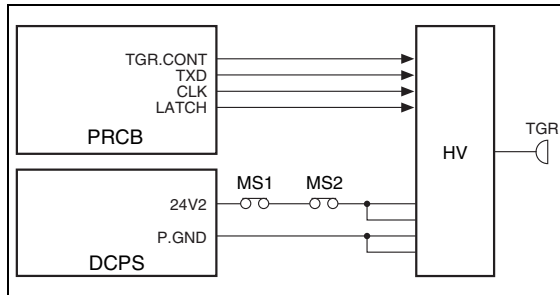 TGR.CONT
TXD
CLK
LATCH
PRCB
HV
TGR
MS1 MS2
24V2
P.GND
DCPS